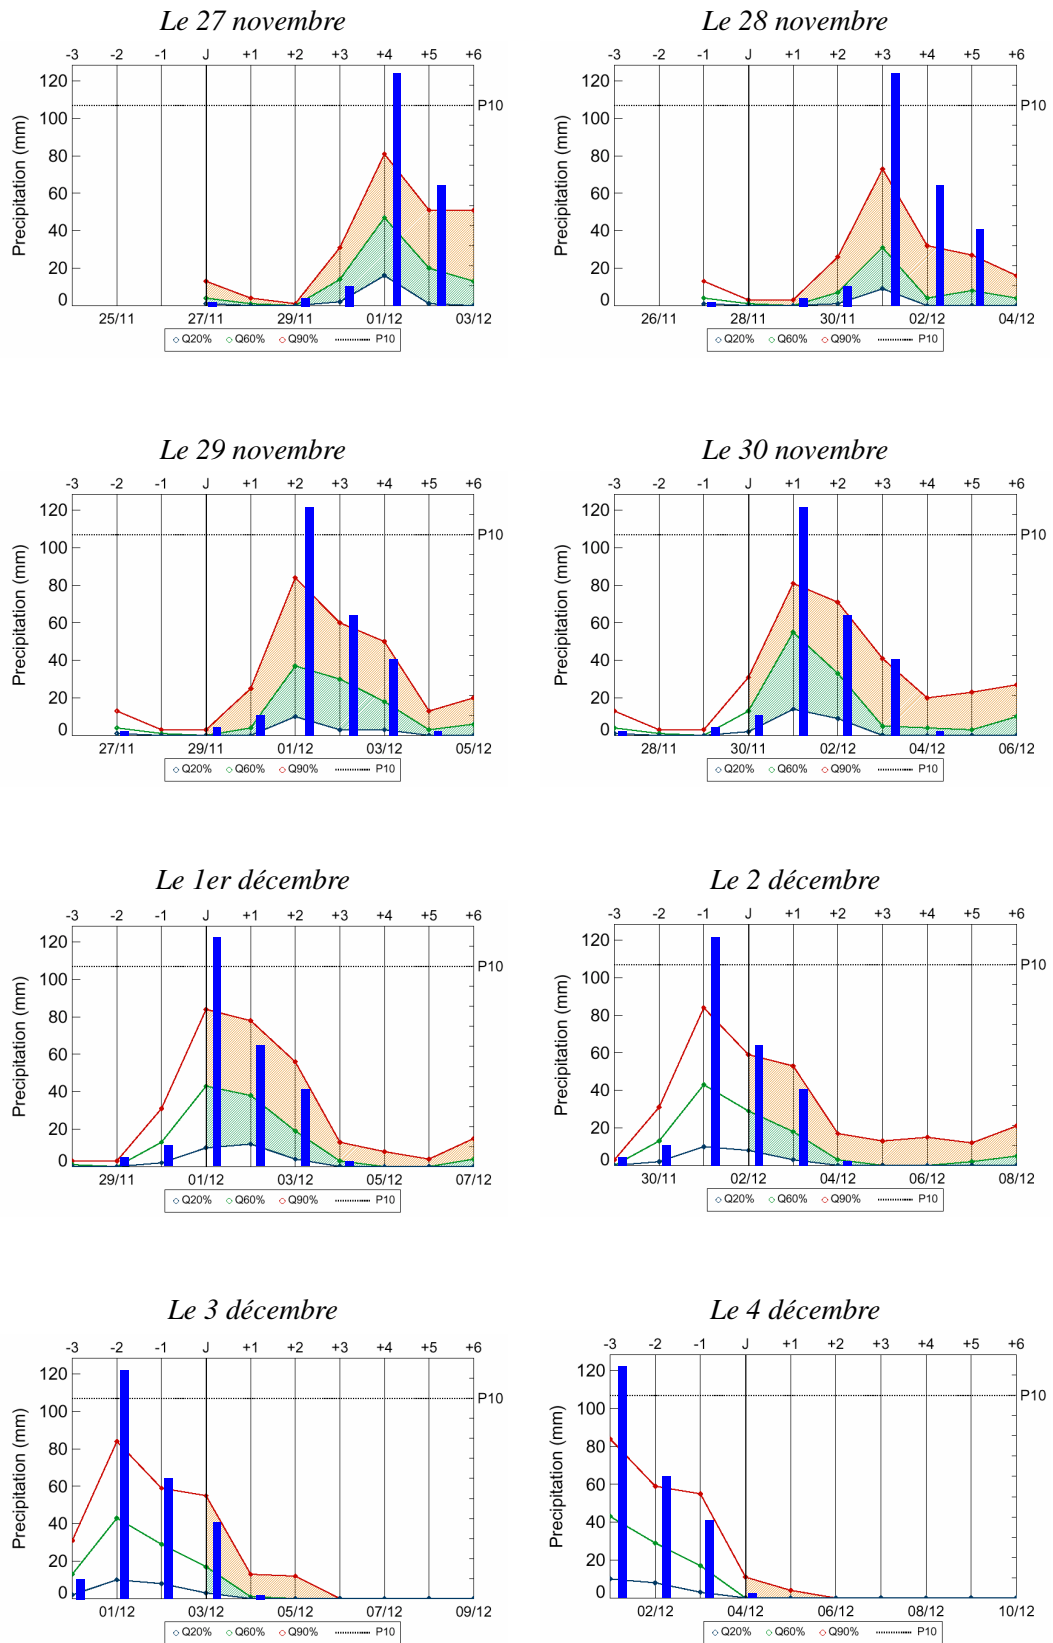 Le 27 novembre
-3 -2 -1 J +1 +2 +3 +4 +5 +6
120
100
80
60
40
20
0
Precipitation (mm)
P10
25/11 27/11 29/11 01/12 03/12
Q20% Q60% Q90% P10
Le 28 novembre
-3 -2 -1 J +1 +2 +3 +4 +5 +6
120
100
80
60
40
20
0
Precipitation (mm)
P10
26/11 28/11 30/11 02/12 04/12
Q20% Q60% Q90% P10
Le 29 novembre
-3 -2 -1 J +1 +2 +3 +4 +5 +6
120
100
80
60
40
20
0
Precipitation (mm)
P10
27/11 29/11 01/12 03/12 05/12
Q20% Q60% Q90% P10
Le 30 novembre
-3 -2 -1 J +1 +2 +3 +4 +5 +6
120
100
80
60
40
20
0
Precipitation (mm)
P10
28/11 30/11 02/12 04/12 06/12
Q20% Q60% Q90% P10
Le 1er décembre
-3 -2 -1 J +1 +2 +3 +4 +5 +6
120
100
80
60
40
20
0
Precipitation (mm)
P10
29/11 01/12 03/12 05/12 07/12
Q20% Q60% Q90% P10
Le 2 décembre
-3 -2 -1 J +1 +2 +3 +4 +5 +6
120
100
80
60
40
20
0
Precipitation (mm)
P10
30/11 02/12 04/12 06/12 08/12
Q20% Q60% Q90% P10
Le 3 décembre
-3 -2 -1 J +1 +2 +3 +4 +5 +6
120
100
80
60
40
20
0
Precipitation (mm)
P10
01/12 03/12 05/12 07/12 09/12
Q20% Q60% Q90% P10
Le 4 décembre
-3 -2 -1 J +1 +2 +3 +4 +5 +6
120
100
80
60
40
20
0
Precipitation (mm)
P10
02/12 04/12 06/12 08/12 10/12
Q20% Q60% Q90% P10